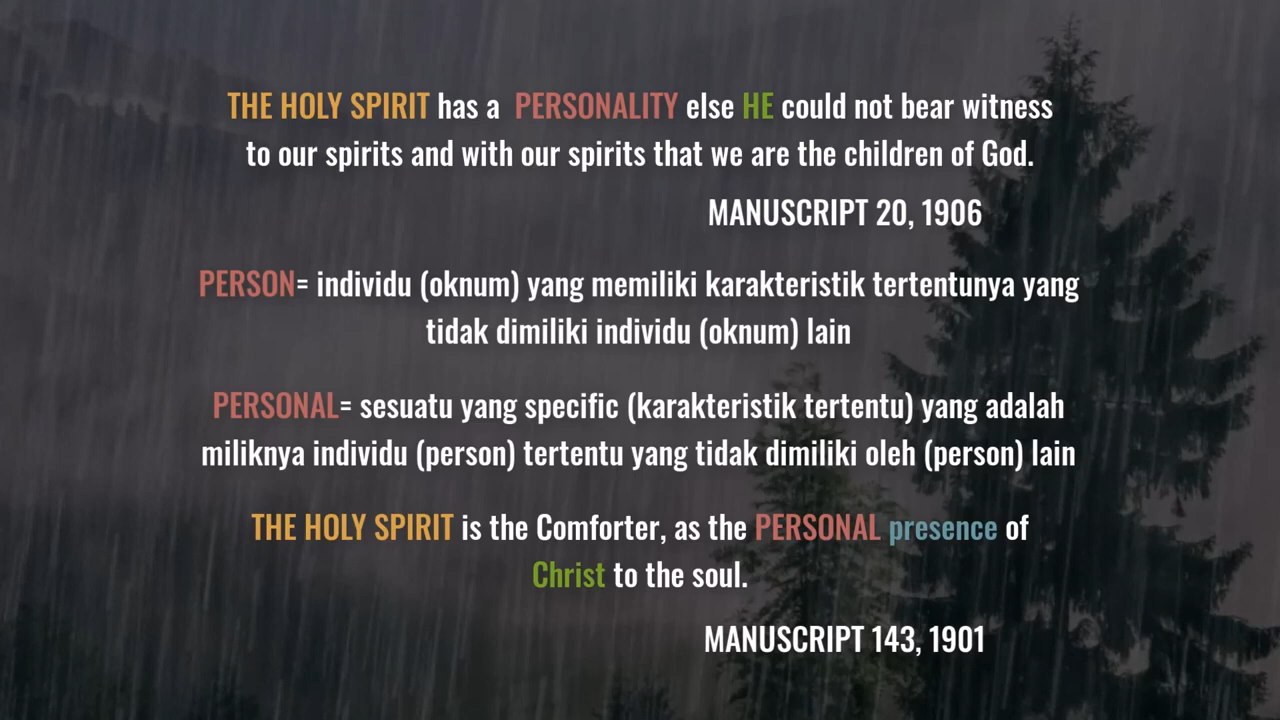 THE HOLY SPIRIT has a PERSONALITY else HE could not bear witness
to our spirits and with our spirits that we are the children of God.
MANUSCRIPT 20, 1906
PERSON= individu (oknum) yang memiliki karakteristik tertentunya yang
tidak dimiliki individu (oknum) lain
PERSONAL= sesuatu yang specific (karakteristik tertentu) yang adalah
miliknya individu (person) tertentu yang tidak dimiliki oleh (person) lain
THE HOLY SPIRIT is the Comforter, as the PERSONAL presence of
Christ to the soul.
MANUSCRIPT 143, 1901